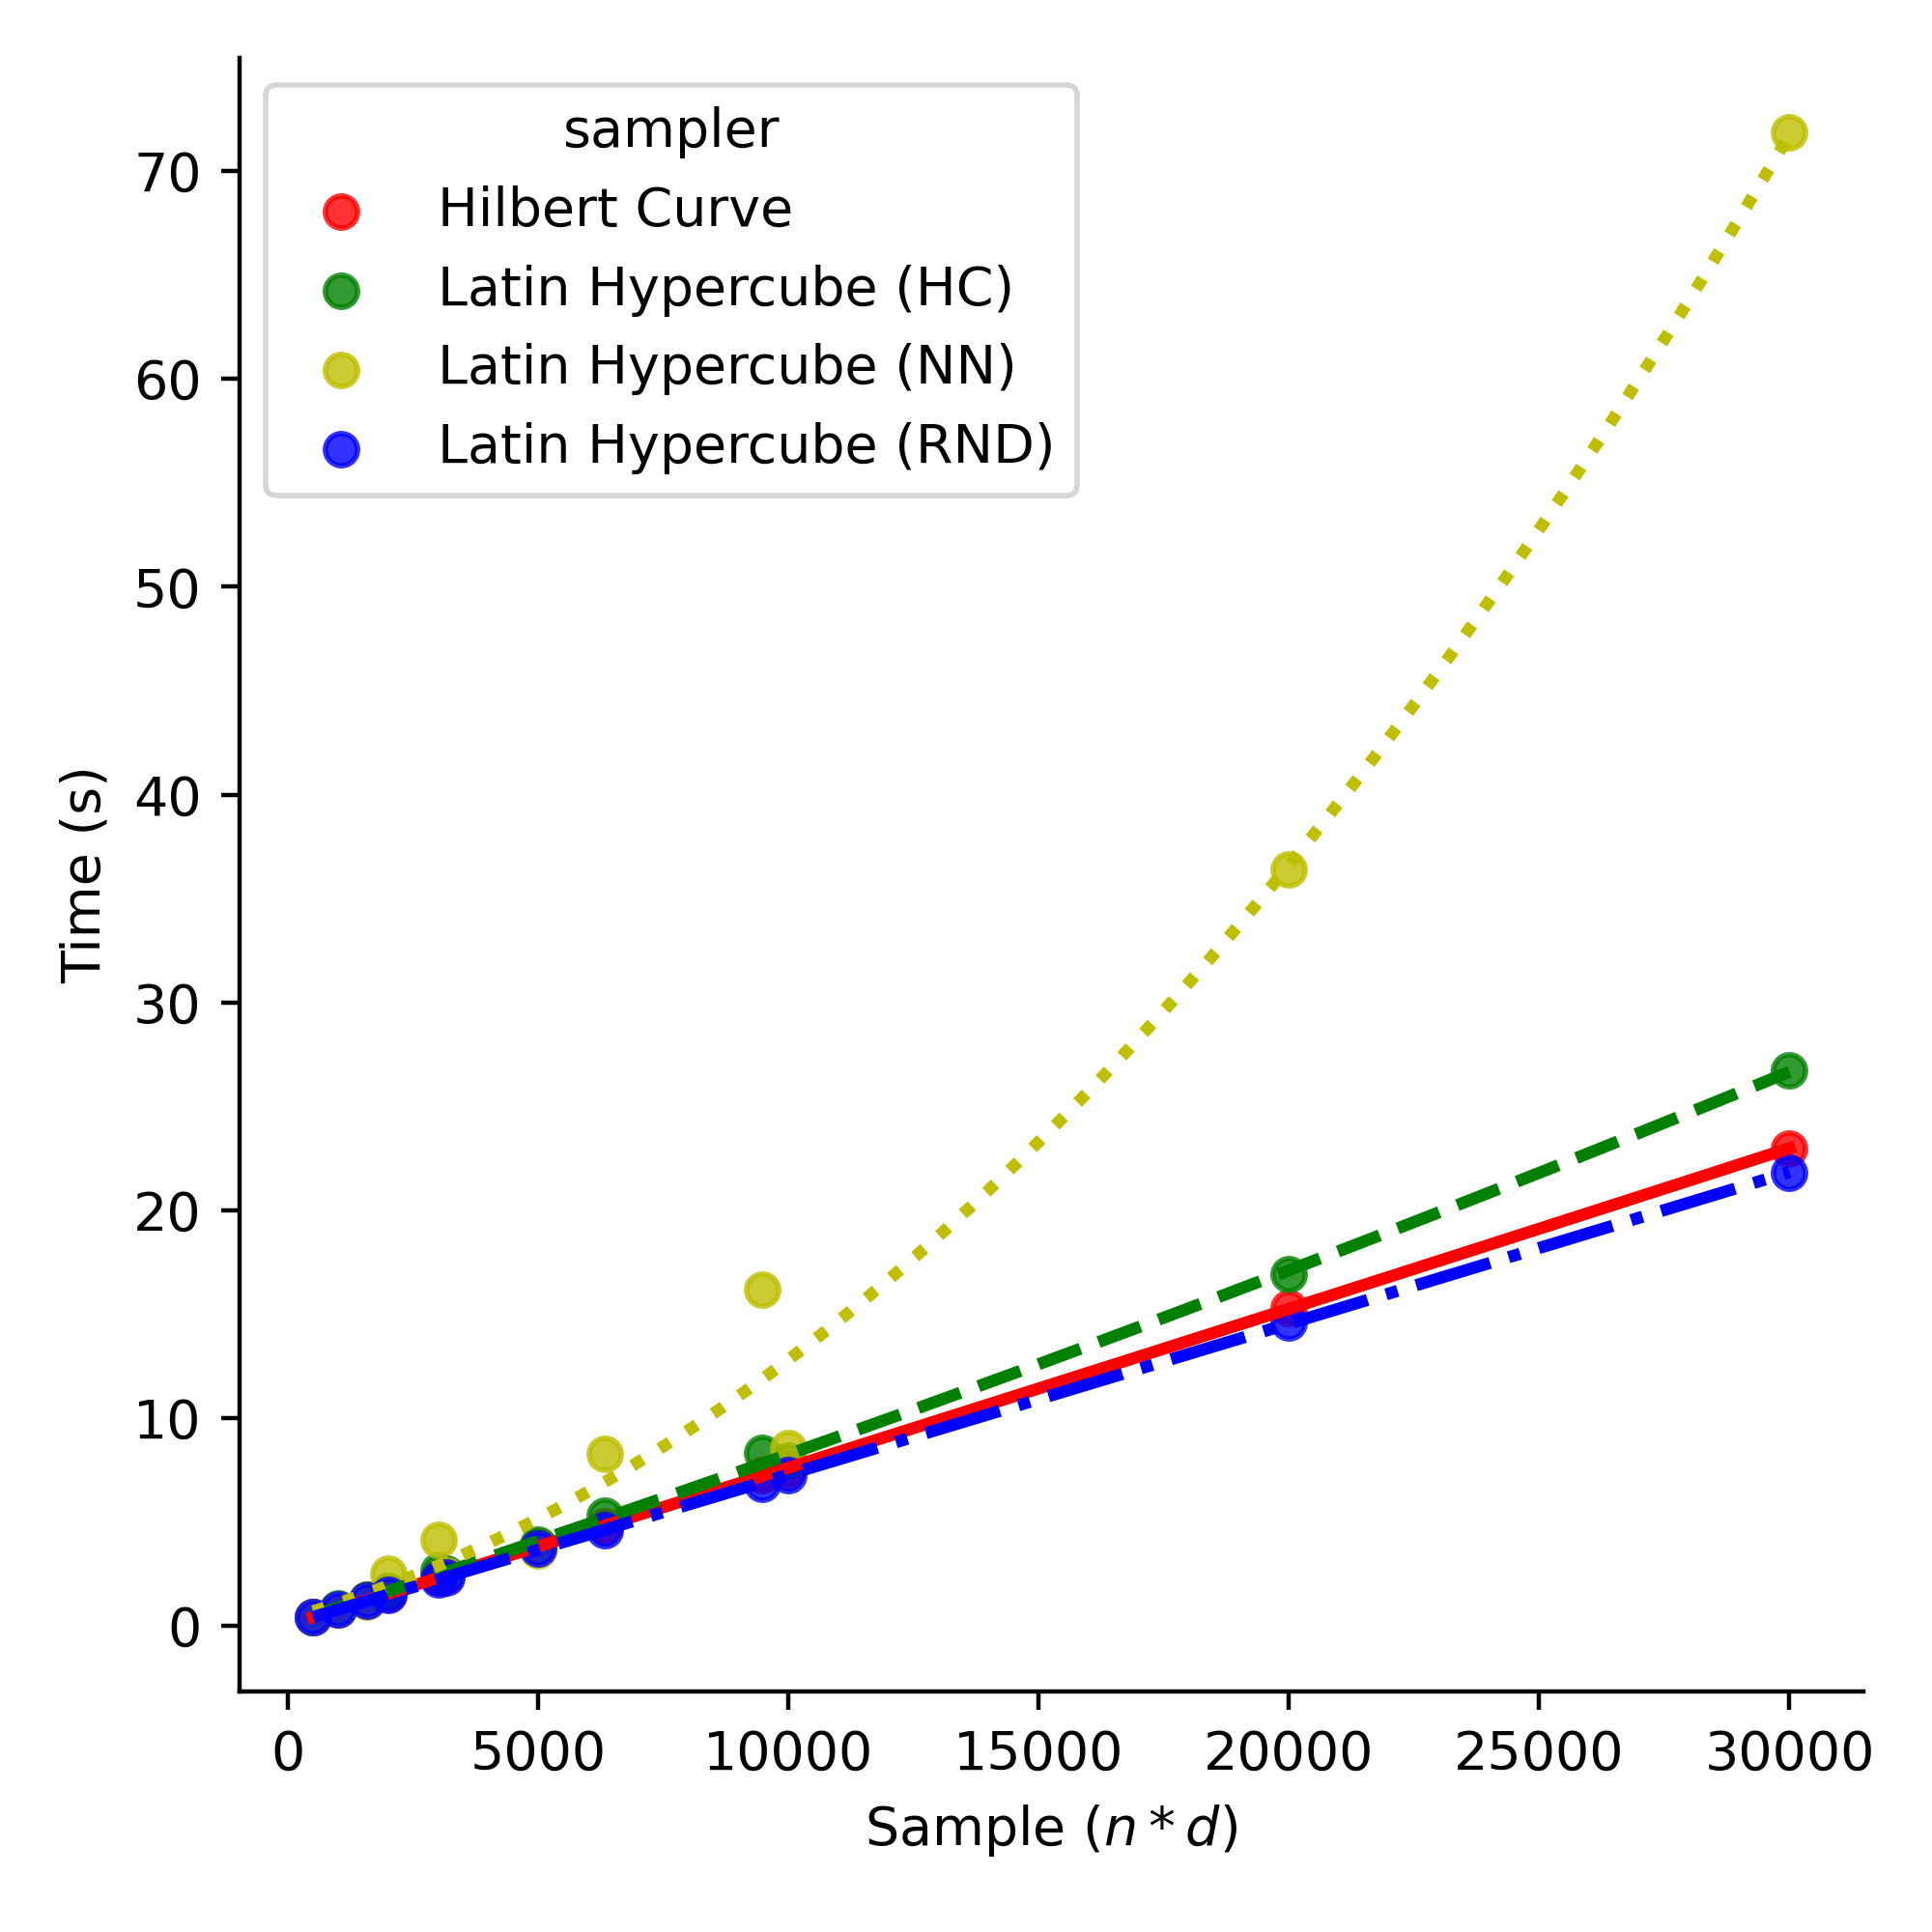 sampler
Hilbert Curve
Latin Hypercube (HC)
Latin Hypercube (NN)
Latin Hypercube (RND)
Time (s)
70
60
50
40
30
20
10
0
0 5000 10000 15000 20000 25000 30000
Sample (n * d)